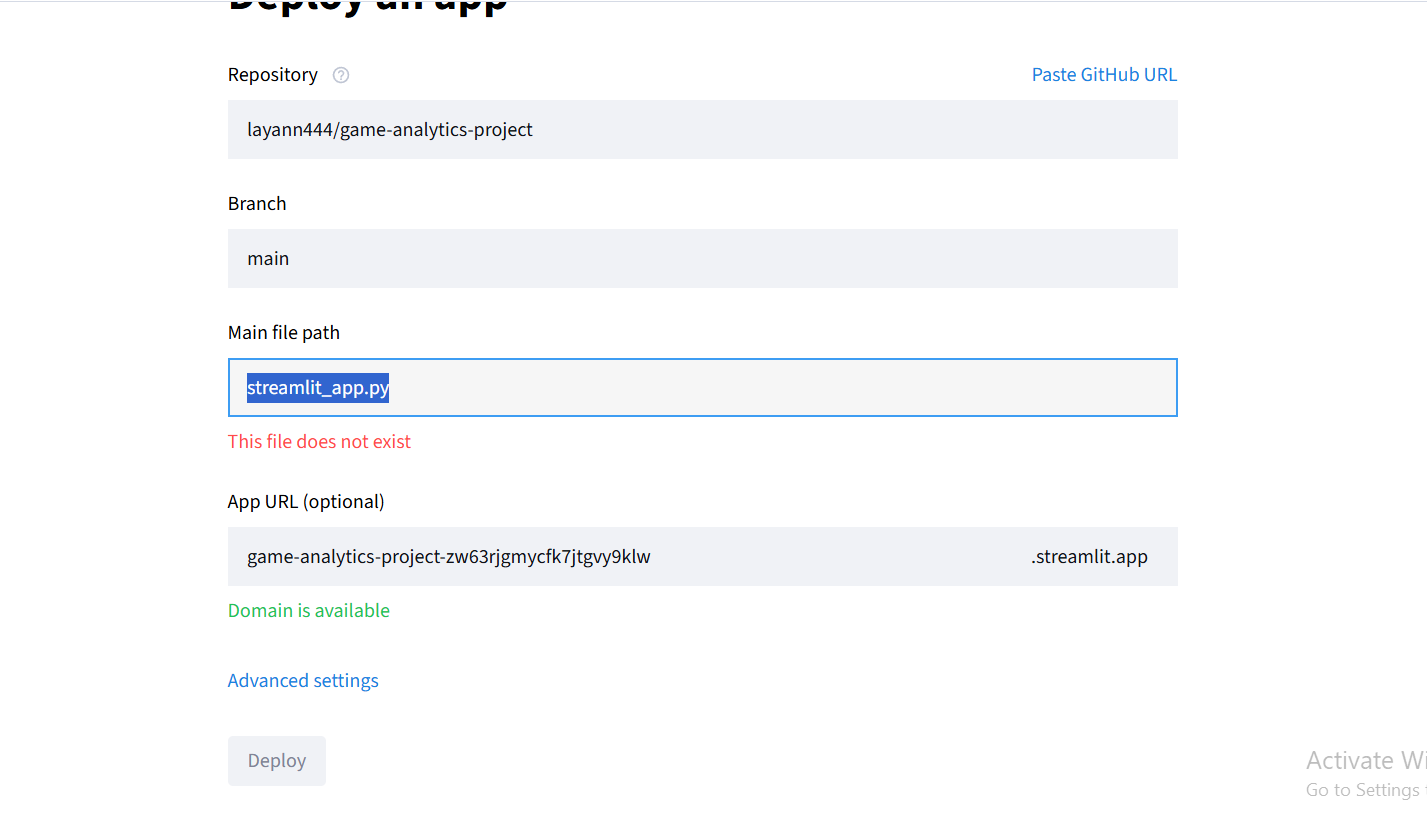 Deploy an app
Repository
Paste GitHub URL
layann444/game-analytics-project
Branch
main
Main file path
streamlit_app.py
This file does not exist
App URL (optional)
game-analytics-project-zw63rjgmycfk7jtgvy9klw
.streamlit.app
Domain is available
Advanced settings
Deploy
Activate Wi
Go to Settings t